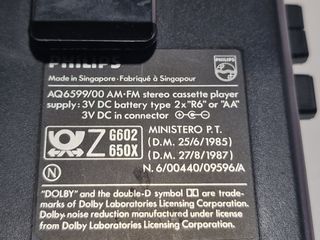 PHILIPS
Made in Singapore - Fabriqué à Singapour
PHILIPS
AQ6599/00 AM-FM stereo cassette player
supply: 3V DC battery type 2x "R6" or "AA"
3V DC in connector
Z G602 650X
MINISTERO P.T.
(D.M. 25/6/1985)
(D.M. 27/8/1987)
N.6/00440/09596/A
N
"DOLBY" and the double-D symbol are trade-
marks of Dolby Laboratories Licensing Corporation.
Dolby noise reduction manufactured under license
from Dolby Laboratories Licensing Corporation.